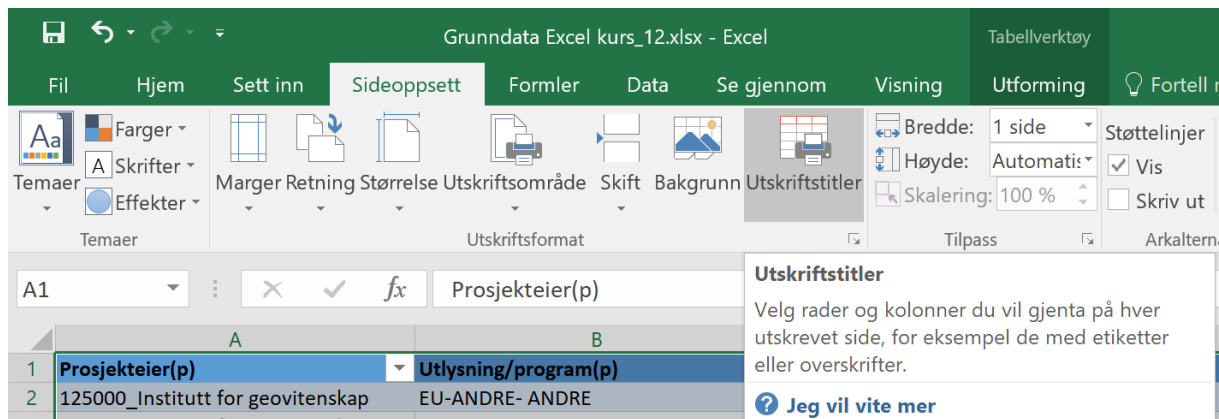 Grunndata Excel kurs_12.xlsx - Excel
Tabellverktøy
Fil Hjem Sett inn Sideoppsett Formler Data Se gjennom Visning Utforming Fortell
Aa Farger Bredde: 1 side Støttelinjer
A Skrifter Høyde: Automatis Vis
Temaer Marger Retning Størrelse Utskriftsområde Skift Bakgrunn Utskriftstitler
Effekter Skalering: 100 % Skriv ut
Temaer Utskriftsformat Tilpass Arkalterna
A1 fx Prosjekteier(p)
Utskriftstitler
Velg rader og kolonner du vil gjenta på hver
utskrevet side, for eksempel de med etiketter
eller overskrifter.
Jeg vil vite mer
A B
1 Prosjekteier(p) Utlysning/program(p)
2 125000_Institutt for geovitenskap EU-ANDRE- ANDRE